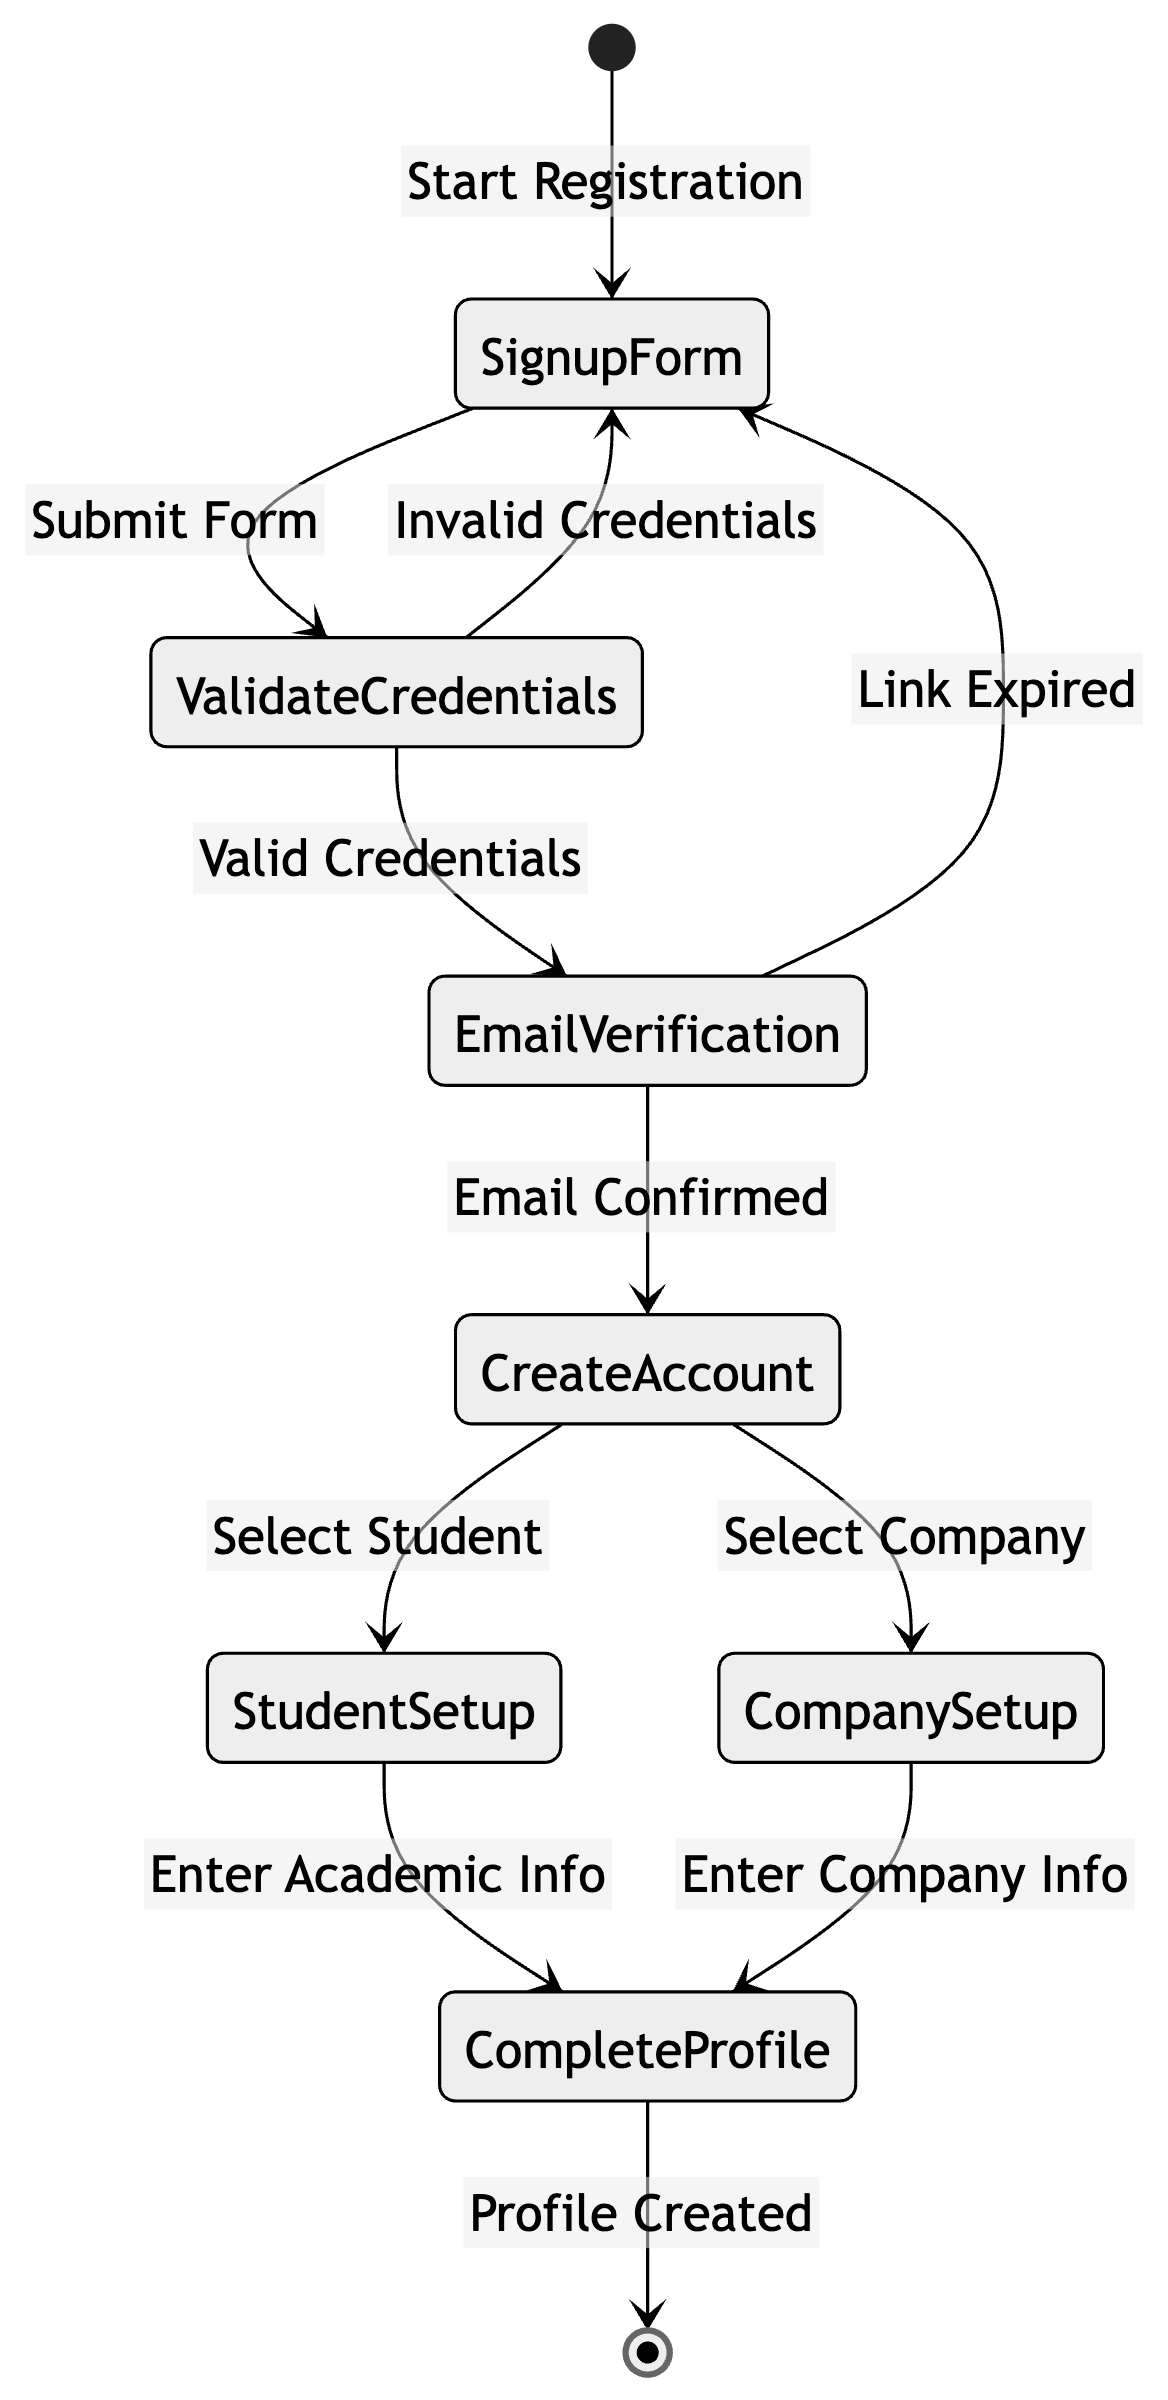 Start Registration
SignupForm
Submit Form
Invalid Credentials
ValidateCredentials
Link Expired
Valid Credentials
EmailVerification
Email Confirmed
CreateAccount
Select Student
Select Company
StudentSetup
CompanySetup
Enter Academic Info
Enter Company Info
CompleteProfile
Profile Created